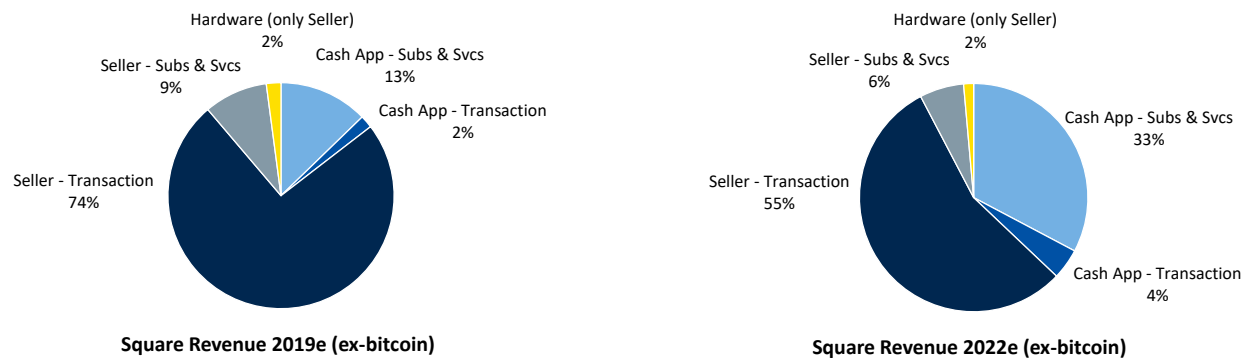 Hardware (only Seller)
2%
Cash App - Subs & Svcs
13%
Seller - Subs & Svcs
9%
Cash App - Transaction
2%
Seller - Transaction
74%
Square Revenue 2019e (ex-bitcoin)
Hardware (only Seller)
2%
Seller - Subs & Svcs
6%
Cash App - Subs & Svcs
33%
Seller - Transaction
55%
Cash App - Transaction
4%
Square Revenue 2022e (ex-bitcoin)